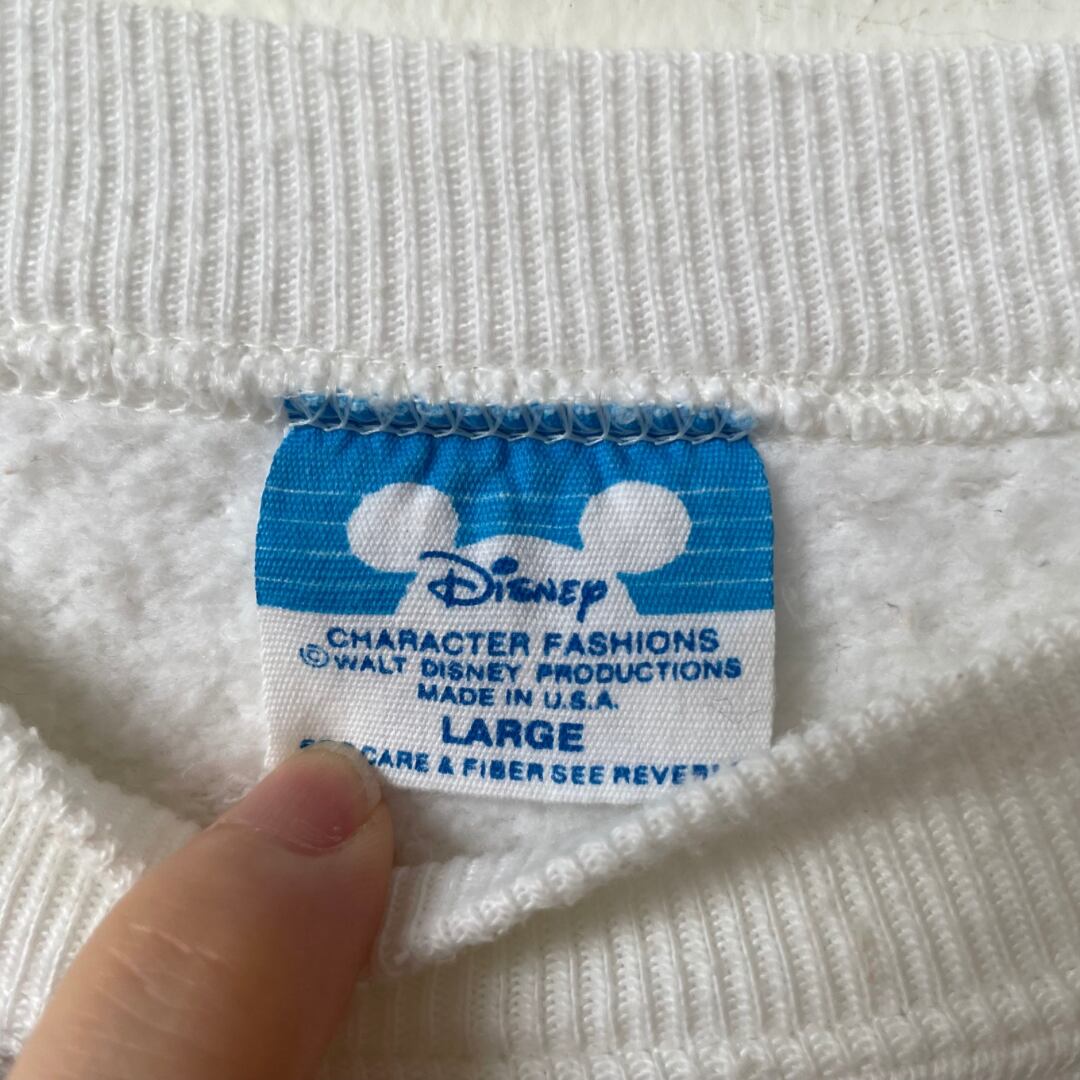 Disney
CHARACTER FASHIONS
© WALT DISNEY PRODUCTIONS
MADE IN U.S.A.
LARGE
CARE & FIBER SEE